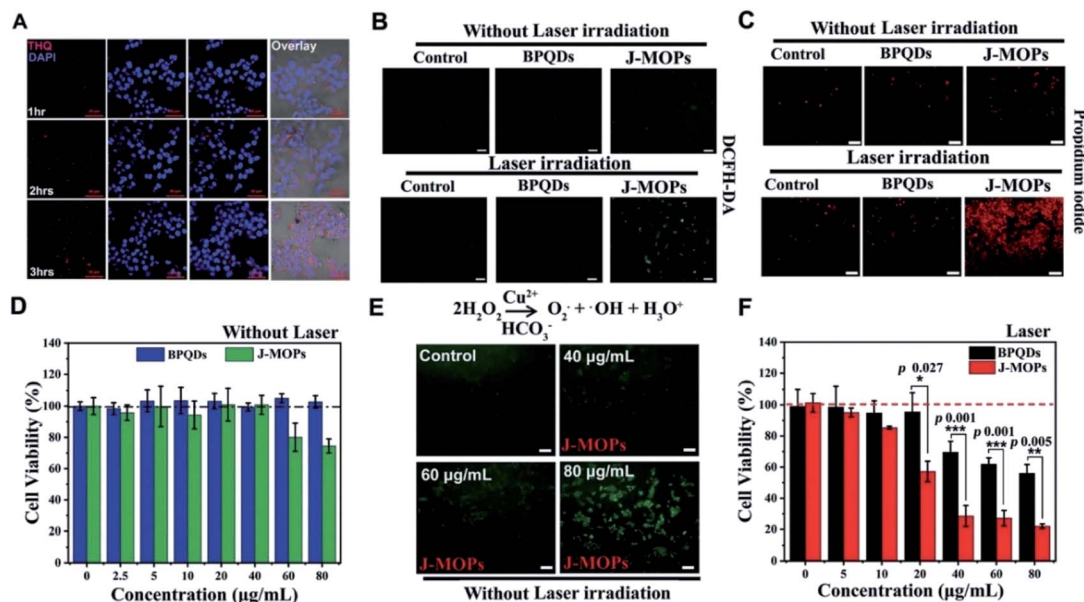 A
THQ
DAPI
Overlay
1hr
2hrs
3hrs
B
Without Laser irradiation
Control
BPQDs
J-MOPs
Laser irradiation
Control
BPQDs
J-MOPs
DCFH-DA
C
Without Laser irradiation
Control
BPQDs
J-MOPs
Laser irradiation
Control
BPQDs
J-MOPs
Propidium Iodide
D
Without Laser
BPQDs
J-MOPs
Cell Viability (%)
140
120
100
80
60
40
20
0
0 2.5 5 10 20 40 60 80
Concentration (µg/mL)
E
2H₂O₂ Cu²⁺ → HCO₃⁻ O₂·⁻ + ·OH + H₃O⁺
Control
40 µg/mL
J-MOPs
60 µg/mL
80 µg/mL
J-MOPs
J-MOPs
Without Laser irradiation
F
Laser
BPQDs
J-MOPs
p 0.027
*
p 0.001
***
p 0.001
***
p 0.005
**
Cell Viability (%)
140
120
100
80
60
40
20
0
0 5 10 20 40 60 80
Concentration (µg/mL)